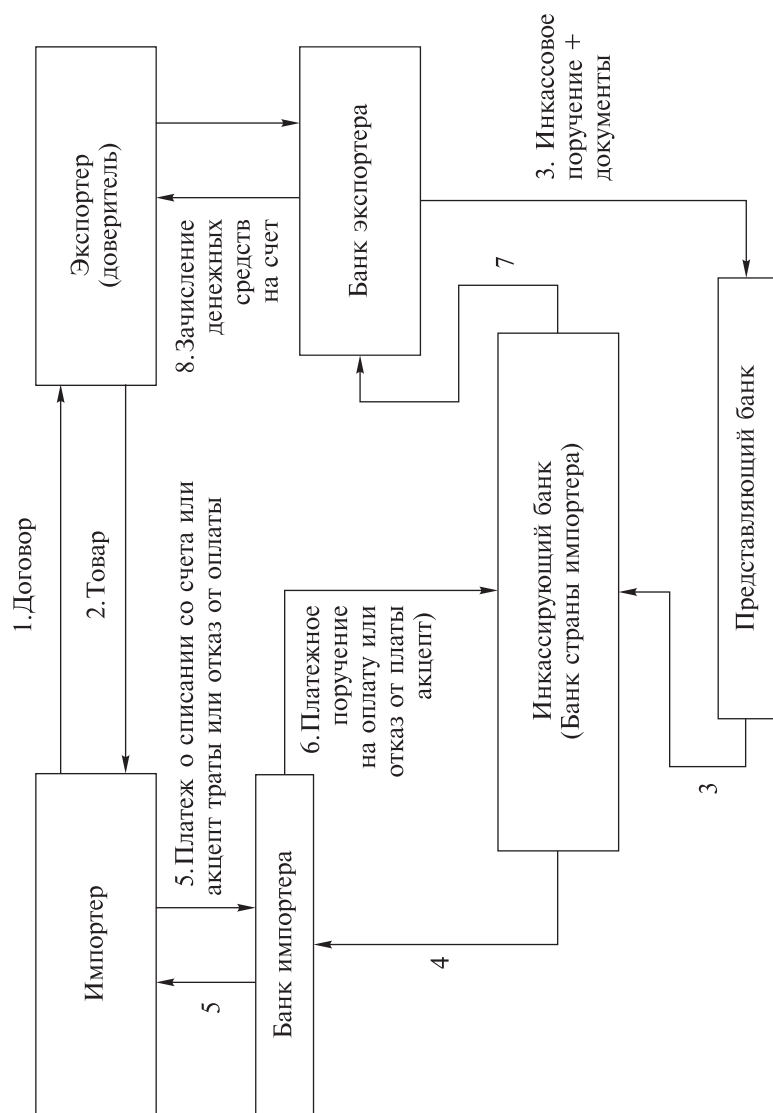 1.Договор
2.Товар
Импортер
Экспортер
(доверитель)
5.Платеж о списании со счета или
акцепт траты или отказ от оплаты
5
8.Зачисление
денежных
средств
на счет
Банк импортера
Банк экспортера
6.Платежное
поручение
на оплату или
отказ от платы
акцепт)
4
7
3. Инкассовое
поручение +
документы
Инкассирующий банк
(Банк страны импортера)
3
Представляющий банк